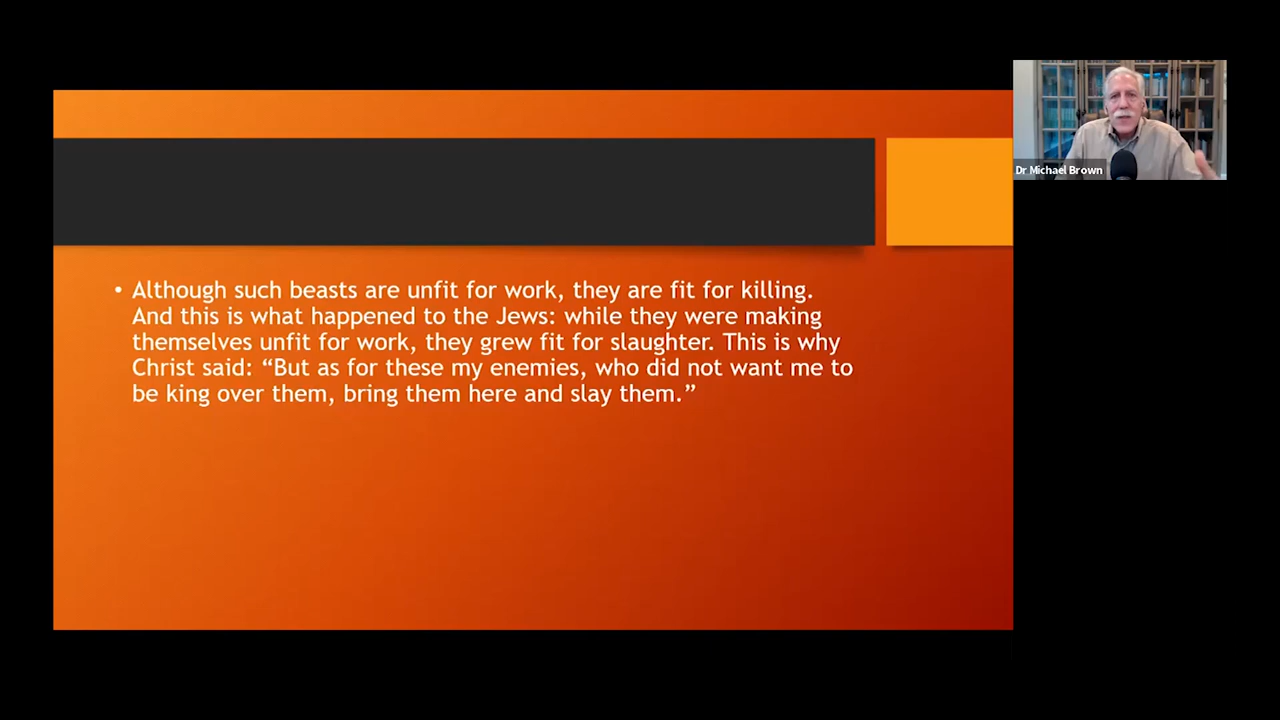 • Although such beasts are unfit for work, they are fit for killing.
And this is what happened to the Jews: while they were making
themselves unfit for work, they grew fit for slaughter. This is why
Christ said: “But as for these my enemies, who did not want me to
be king over them, bring them here and slay them.”
Dr Michael Brown